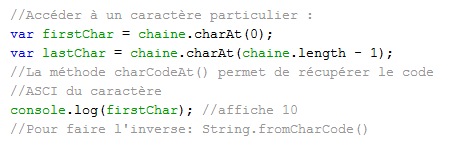 //Accéder à un caractère particulier :
var firstChar = chaine.charAt(0);
var lastChar = chaine.charAt(chaine.length - 1);
//La méthode charCodeAt() permet de récupérer le code
//ASCI du caractère
console.log(firstChar); //affiche 10
//Pour faire l'inverse: String.fromCharCode()